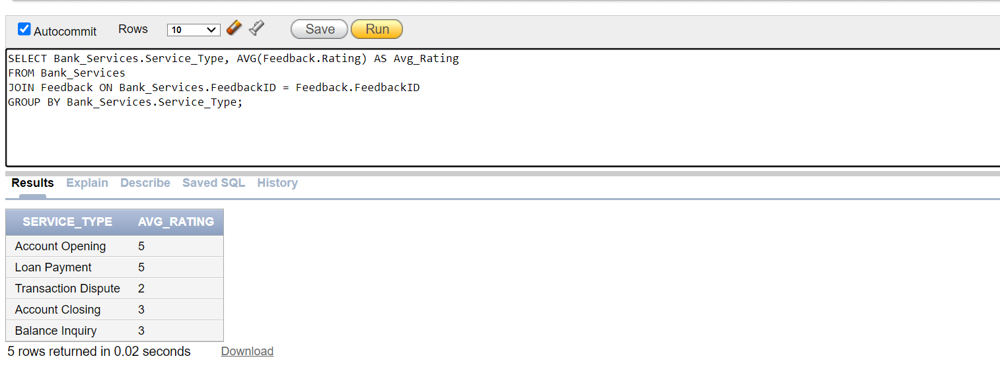 Autocommit Rows 10 Save Run
SELECT Bank_Services.Service_Type, AVG(Feedback.Rating) AS Avg_Rating
FROM Bank_Services
JOIN Feedback ON Bank_Services.FeedbackID = Feedback.FeedbackID
GROUP BY Bank_Services.Service_Type;
Results Explain Describe Saved SQL History
SERVICE_TYPE AVG_RATING
Account Opening 5
Loan Payment 5
Transaction Dispute 2
Account Closing 3
Balance Inquiry 3
5 rows returned in 0.02 seconds Download